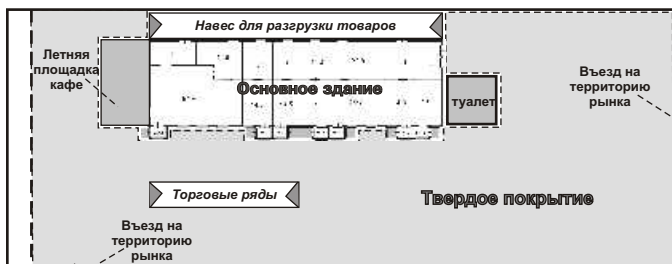 Навес для разгрузки товаров
Летняя
площадка
кафе
Основное здание
туалет
Въезд на
территорию
рынка
Торговые ряды
Твердое покрытие
Въезд на
территорию
рынка